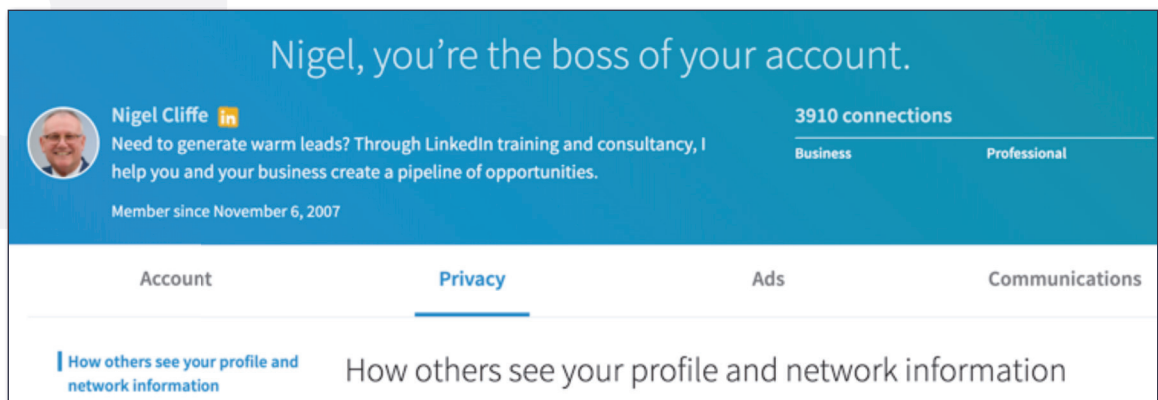 Nigel, you’re the boss of your account.
Nigel Cliffe in
Need to generate warm leads? Through LinkedIn training and consultancy, I
help you and your business create a pipeline of opportunities.
Member since November 6, 2007
3910 connections
Business Professional
Account Privacy Ads Communications
How others see your profile and
network information
How others see your profile and network information